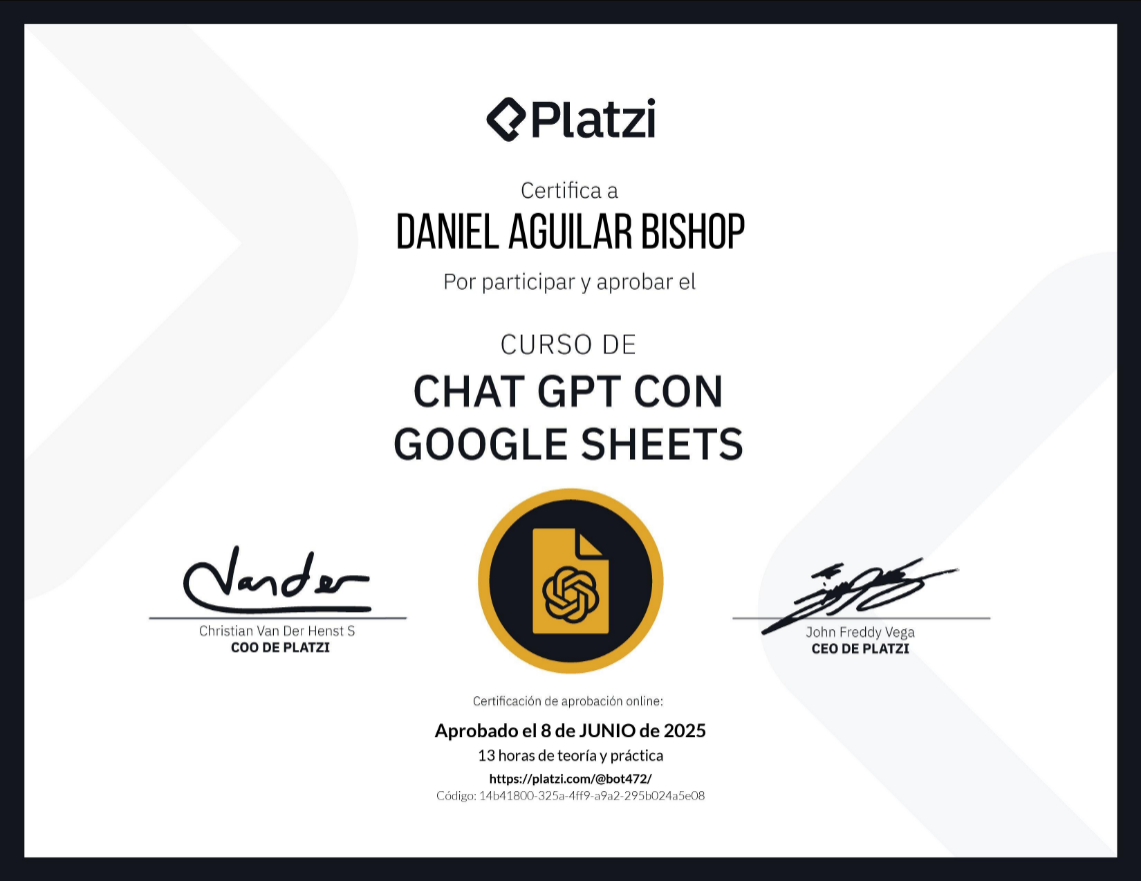 Platzi
Certifica a
DANIEL AGUILAR BISHOP
Por participar y aprobar el
CURSO DE
CHAT GPT CON
GOOGLE SHEETS
Vander
Christian Van Der Henst S
COO DE PLATZI
John Freddy Vega
CEO DE PLATZI
Certificación de aprobación online:
Aprobado el 8 de JUNIO de 2025
13 horas de teoría y práctica
https://platzi.com/@bot472/
Código: 14b41800-325a-4ff9-a9a2-295b024a5e08